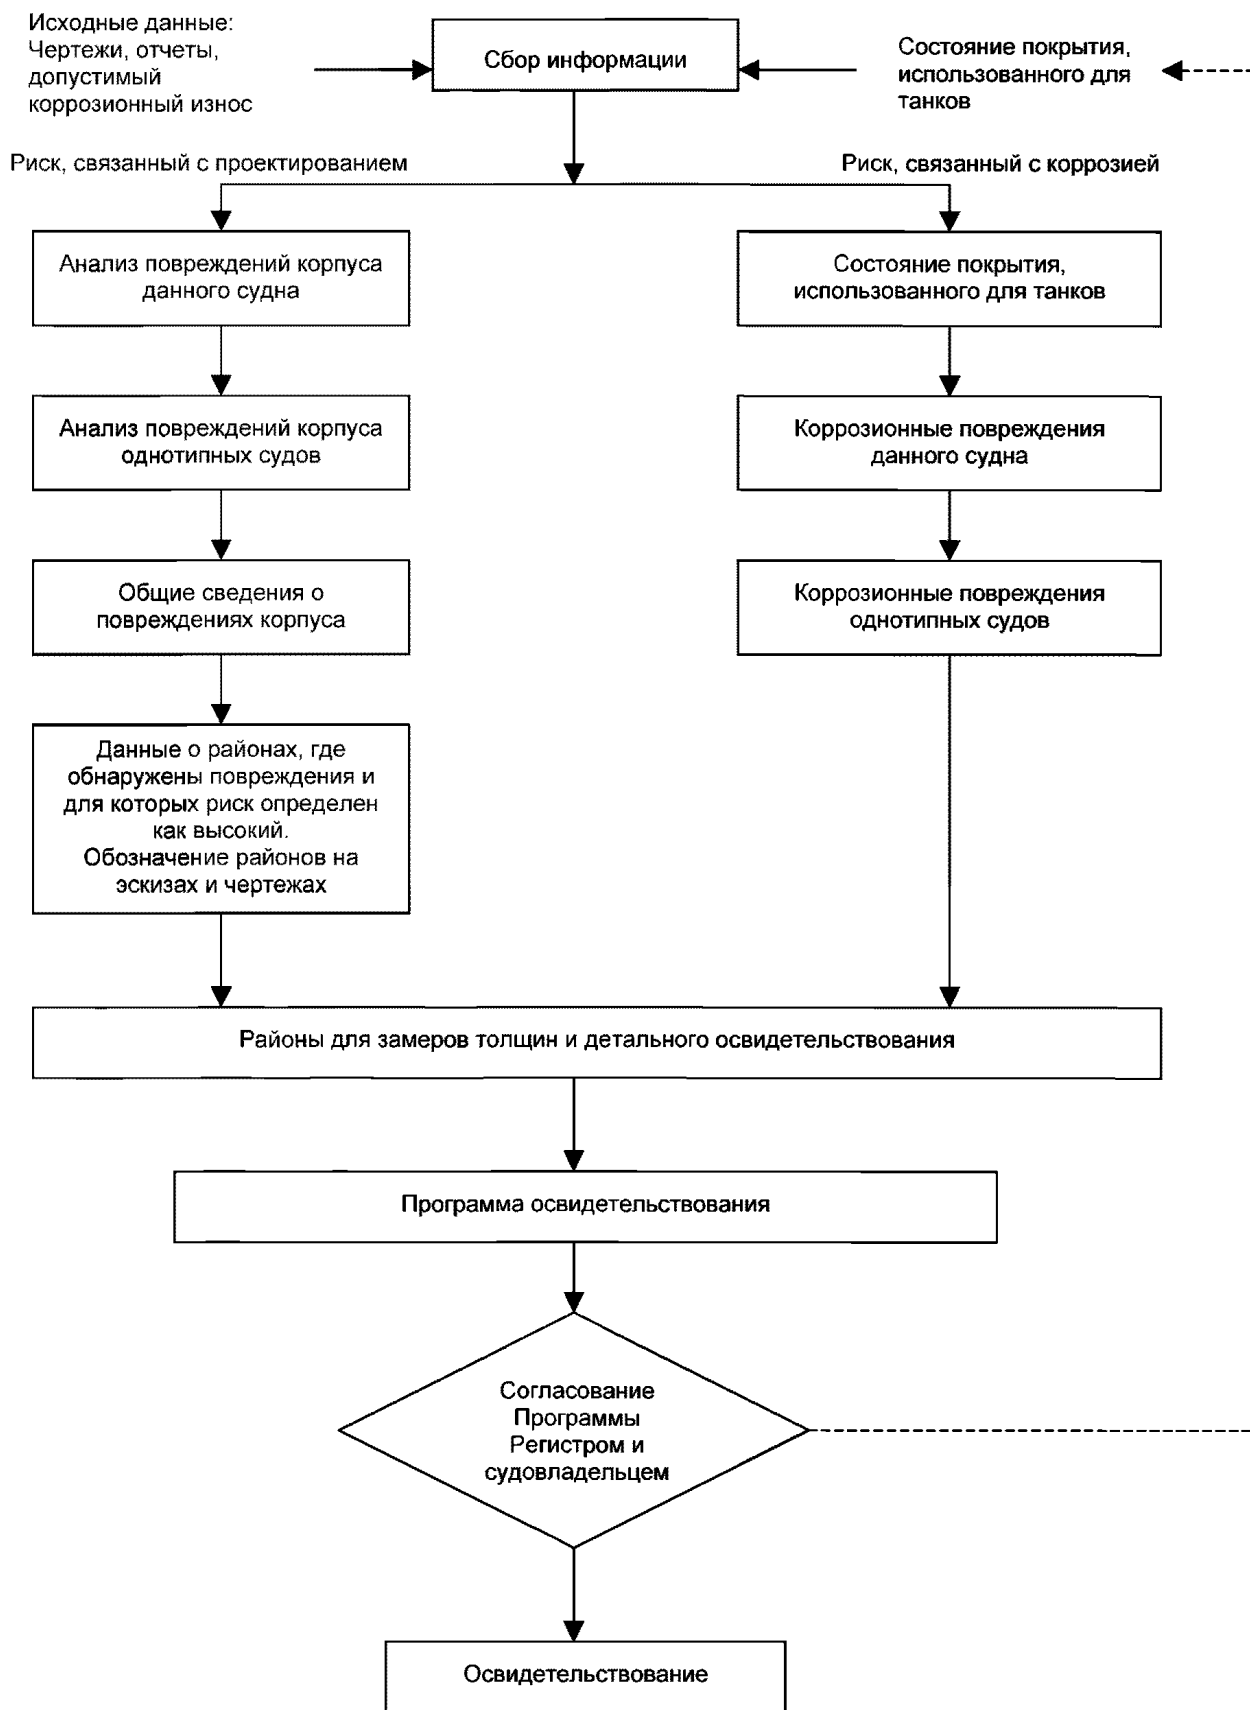 Исходные данные:
Чертежи, отчеты,
допустимый
коррозионный износ
Сбор информации
Состояние покрытия,
использованного для
танков
Риск, связанный с проектированием
Риск, связанный с коррозией
Анализ повреждений корпуса
данного судна
Состояние покрытия,
использованного для танков
Анализ повреждений корпуса
однотипных судов
Коррозионные повреждения
данного судна
Общие сведения о
повреждениях корпуса
Коррозионные повреждения
однотипных судов
Данные о районах, где
обнаружены повреждения и
для которых риск определен
как высокий.
Обозначение районов на
эскизах и чертежах
Районы для замеров толщин и детального освидетельствования
Программа освидетельствования
Согласование
Программы
Регистром и
судовладельцем
Освидетельствование